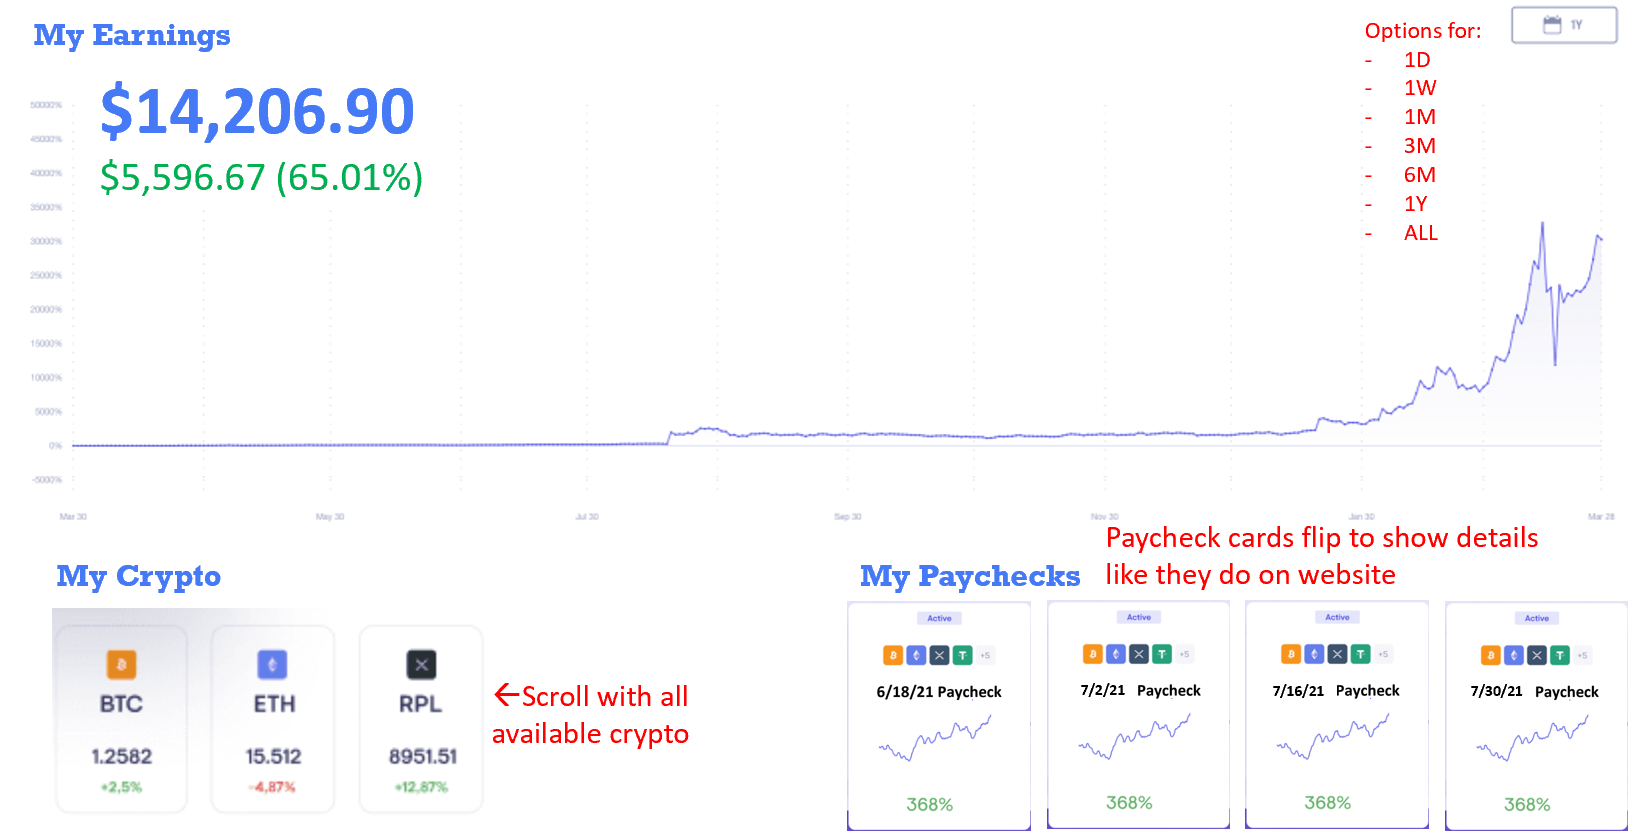 My Earnings
1Y
Options for:
- 1D
- 1W
- 1M
- 3M
- 6M
- 1Y
- ALL
$14,206.90
$5,596.67 (65.01%)
50000%
45000%
40000%
35000%
30000%
25000%
20000%
15000%
10000%
5000%
0%
-5000%
Mar 30 May 30 Jul 30 Sep 30 Nov 30 Jan 30 Mar 28
My Crypto
BTC
1.2582
+2,5%
ETH
15.512
-4,87%
RPL
8951.51
+12,87%
←Scroll with all
available crypto
My Paychecks
Paycheck cards flip to show details
like they do on website
Active
+5
6/18/21 Paycheck
368%
Active
+5
7/2/21 Paycheck
368%
Active
+5
7/16/21 Paycheck
368%
Active
+5
7/30/21 Paycheck
368%